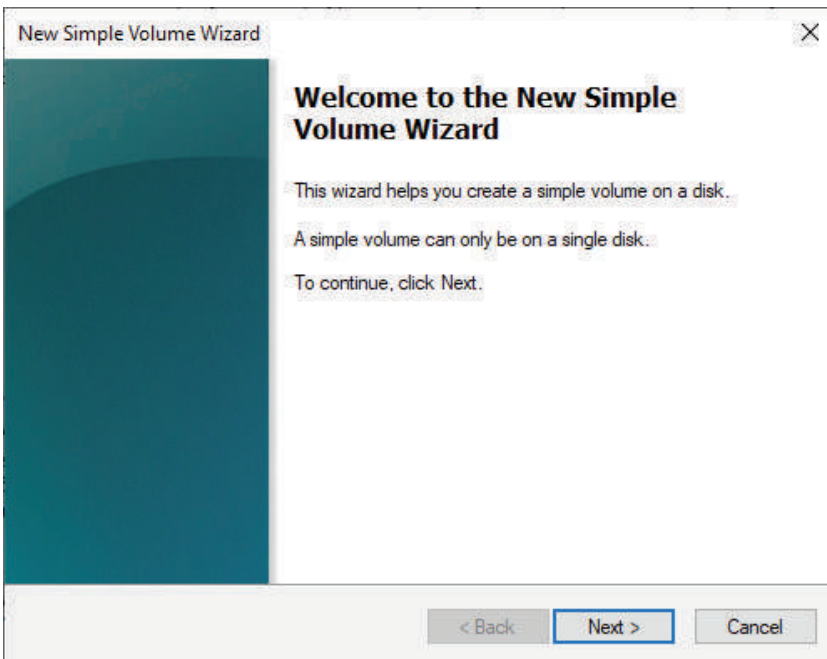 New Simple Volume Wizard
Welcome to the New Simple
Volume Wizard
This wizard helps you create a simple volume on a disk.
A simple volume can only be on a single disk.
To continue, click Next.
< Back
Next >
Cancel